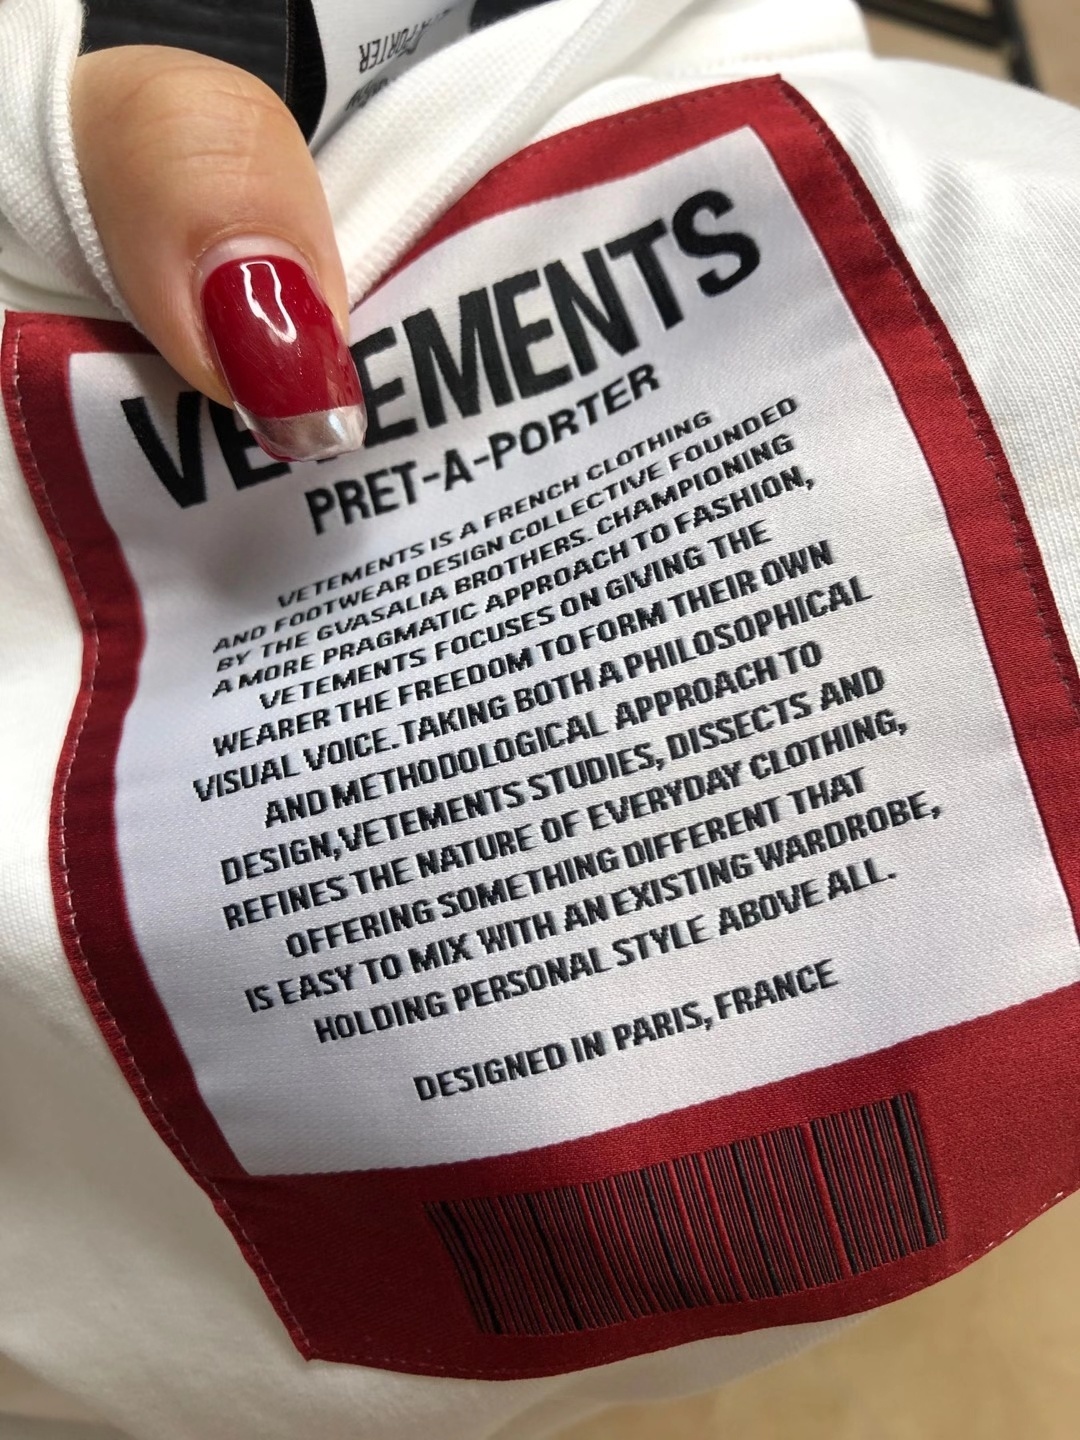 PORTER
VETEMENTS
PRET-A-PORTER
VETEMENTS IS A FRENCH CLOTHING
AND FOOTWEAR DESIGN COLLECTIVE FOUNDED
BY THE GVASALIA BROTHERS. CHAMPIONING
A MORE PRAGMATIC APPROACH TO FASHION,
VETEMENTS FOCUSES ON GIVING THE
WEARER THE FREEDOM TO FORM THEIR OWN
VISUAL VOICE. TAKING BOTH A PHILOSOPHICAL
AND METHODOLOGICAL APPROACH TO
DESIGN, VETEMENTS STUDIES, DISSECTS AND
REFINES THE NATURE OF EVERYDAY CLOTHING,
OFFERING SOMETHING DIFFERENT THAT
IS EASY TO MIX WITH AN EXISTING WARDROBE,
HOLDING PERSONAL STYLE ABOVE ALL.
DESIGNED IN PARIS, FRANCE